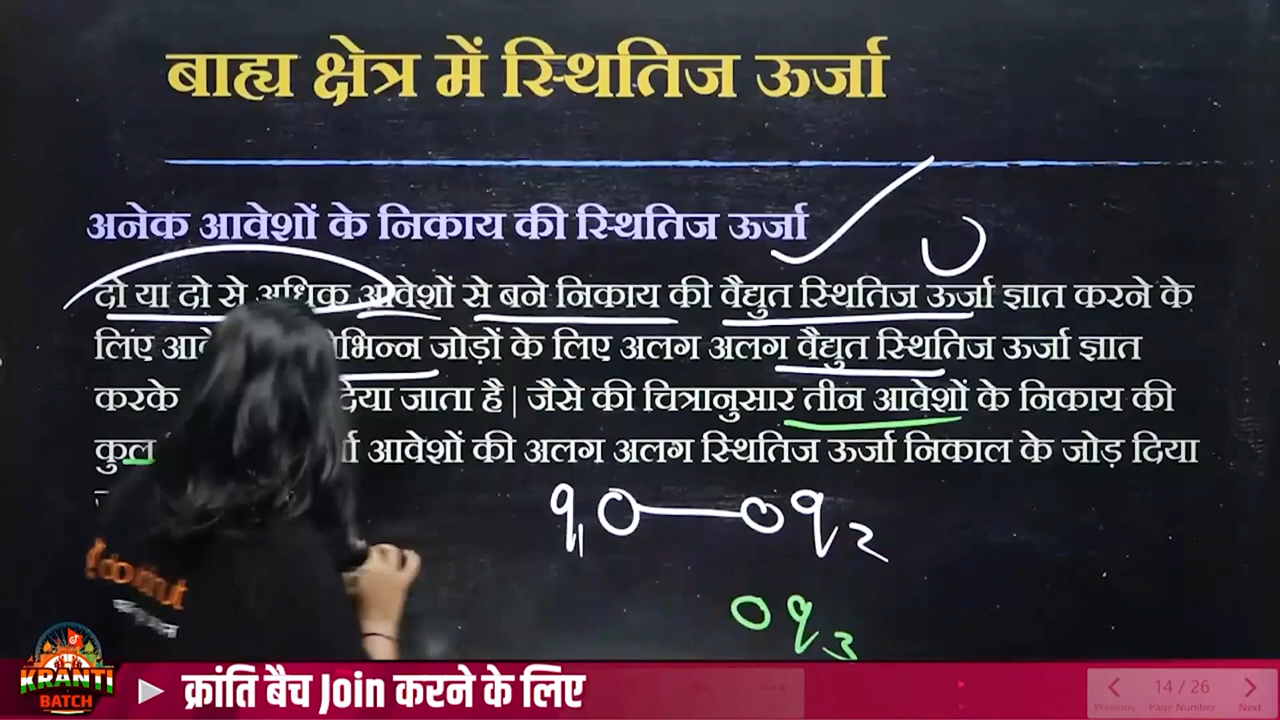 बाह्य क्षेत्र में स्थितिज ऊर्जा
अनेक आवेशों के निकाय की स्थितिज ऊर्जा
दो या दो से अधिक आवेशों से बने निकाय की वैद्युत स्थितिज ऊर्जा ज्ञात करने के
लिए जोड़ों के लिए अलग अलग वैद्युत स्थितिज ऊर्जा ज्ञात
करके दिया जाता है | जैसे की चित्रानुसार तीन आवेशों के निकाय की
कुल आवेशों की अलग अलग स्थितिज ऊर्जा निकाल के जोड़ दिया
q1 q2
q3
KRANTI
BATCH
क्रांति बैच Join करने के लिए
14 / 26
Previous Page Number Next